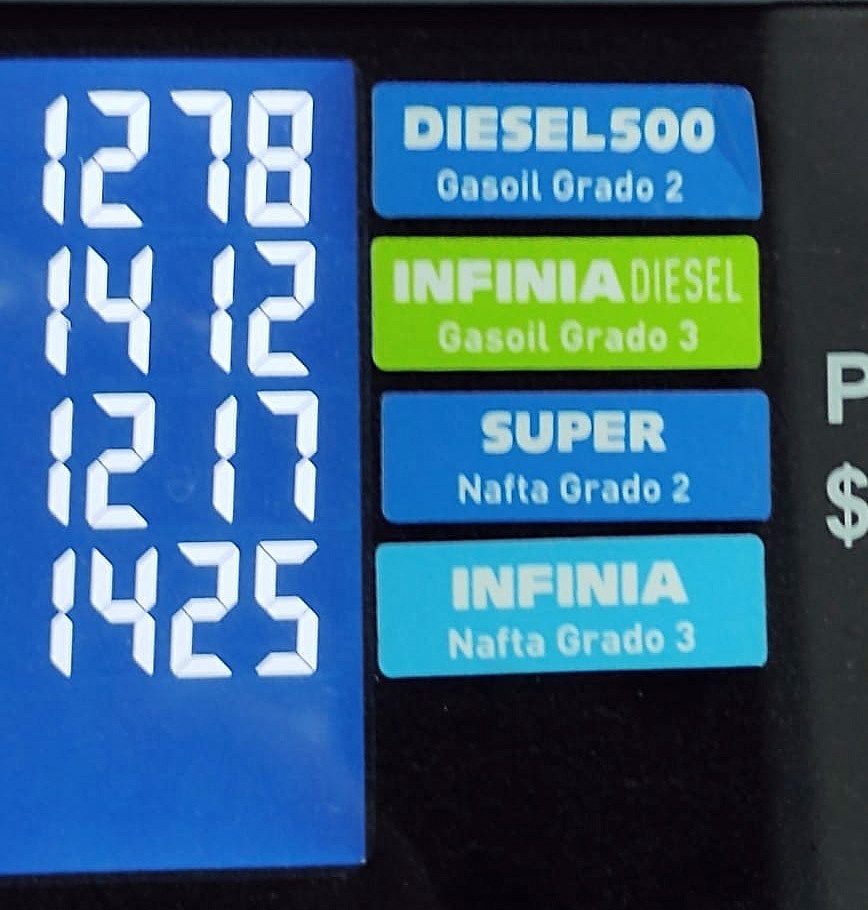 1278 DIESEL500
Gasoil Grado 2
1412 INFINIA DIESEL
Gasoil Grado 3
1217 SUPER
Nafta Grado 2
1425 INFINIA
Nafta Grado 3
P
$